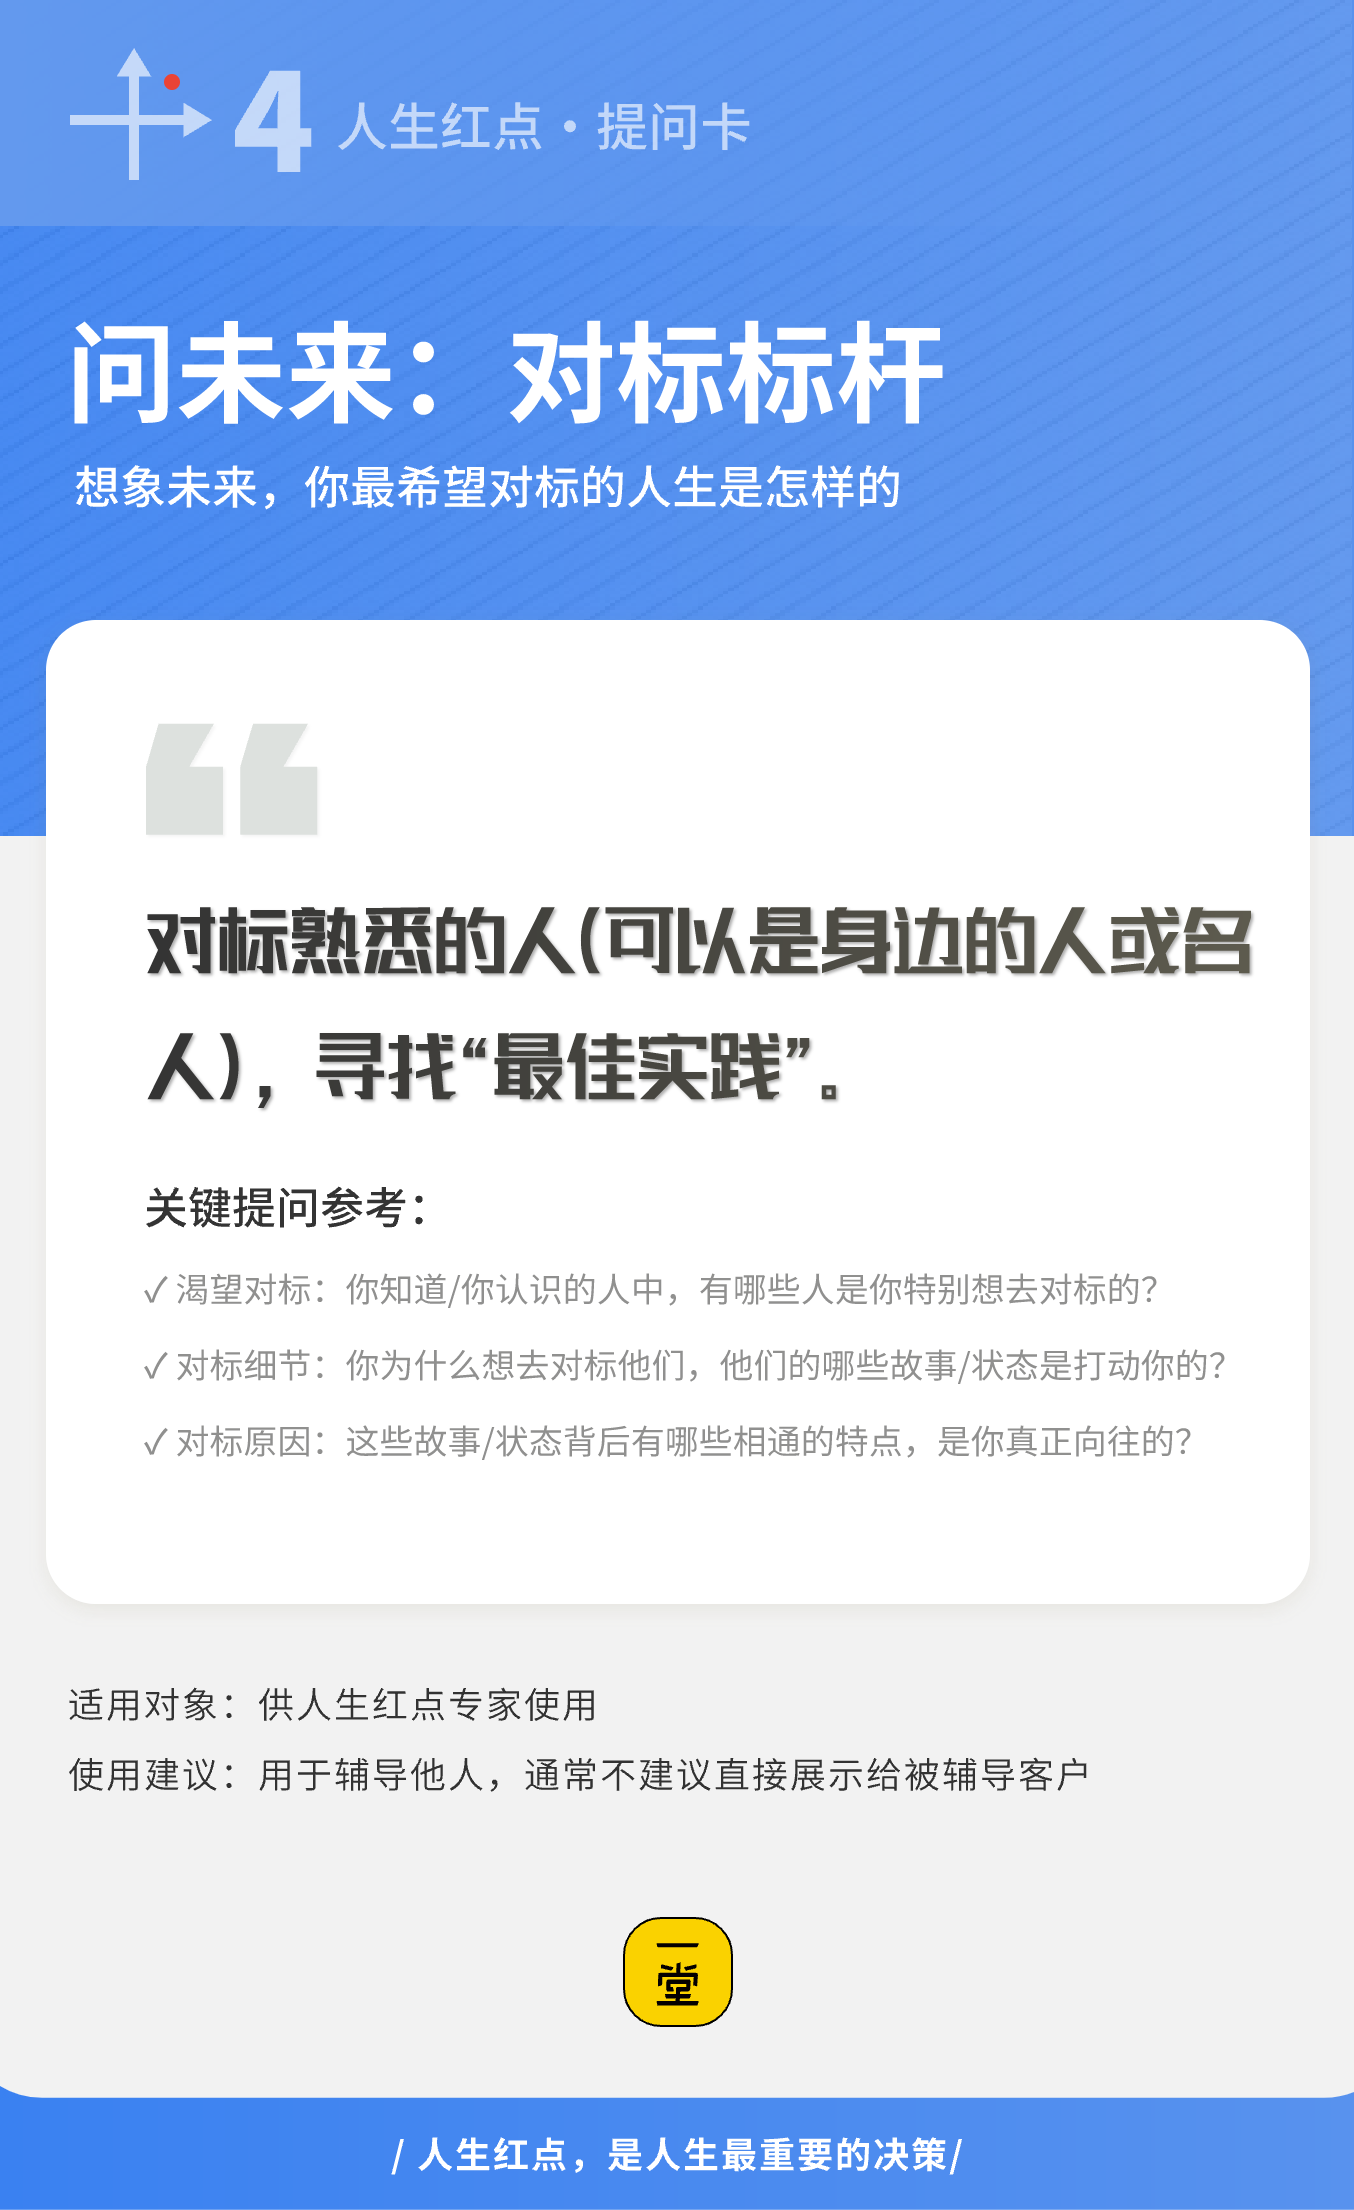 4 人生红点·提问卡
问未来：对标标杆
想象未来，你最希望对标的人生是怎样的
对标熟悉的人(可以是身边的人或名
人)，寻找“最佳实践”。
关键提问参考：
✓ 渴望对标：你知道/你认识的人中，有哪些人是你特别想去对标的？
✓ 对标细节：你为什么想去对标他们，他们的哪些故事/状态是打动你的？
✓ 对标原因：这些故事/状态背后有哪些相通的特点，是你真正向往的？
适用对象：供人生红点专家使用
使用建议：用于辅导他人，通常不建议直接展示给被辅导客户
一
堂
/ 人生红点，是人生最重要的决策/